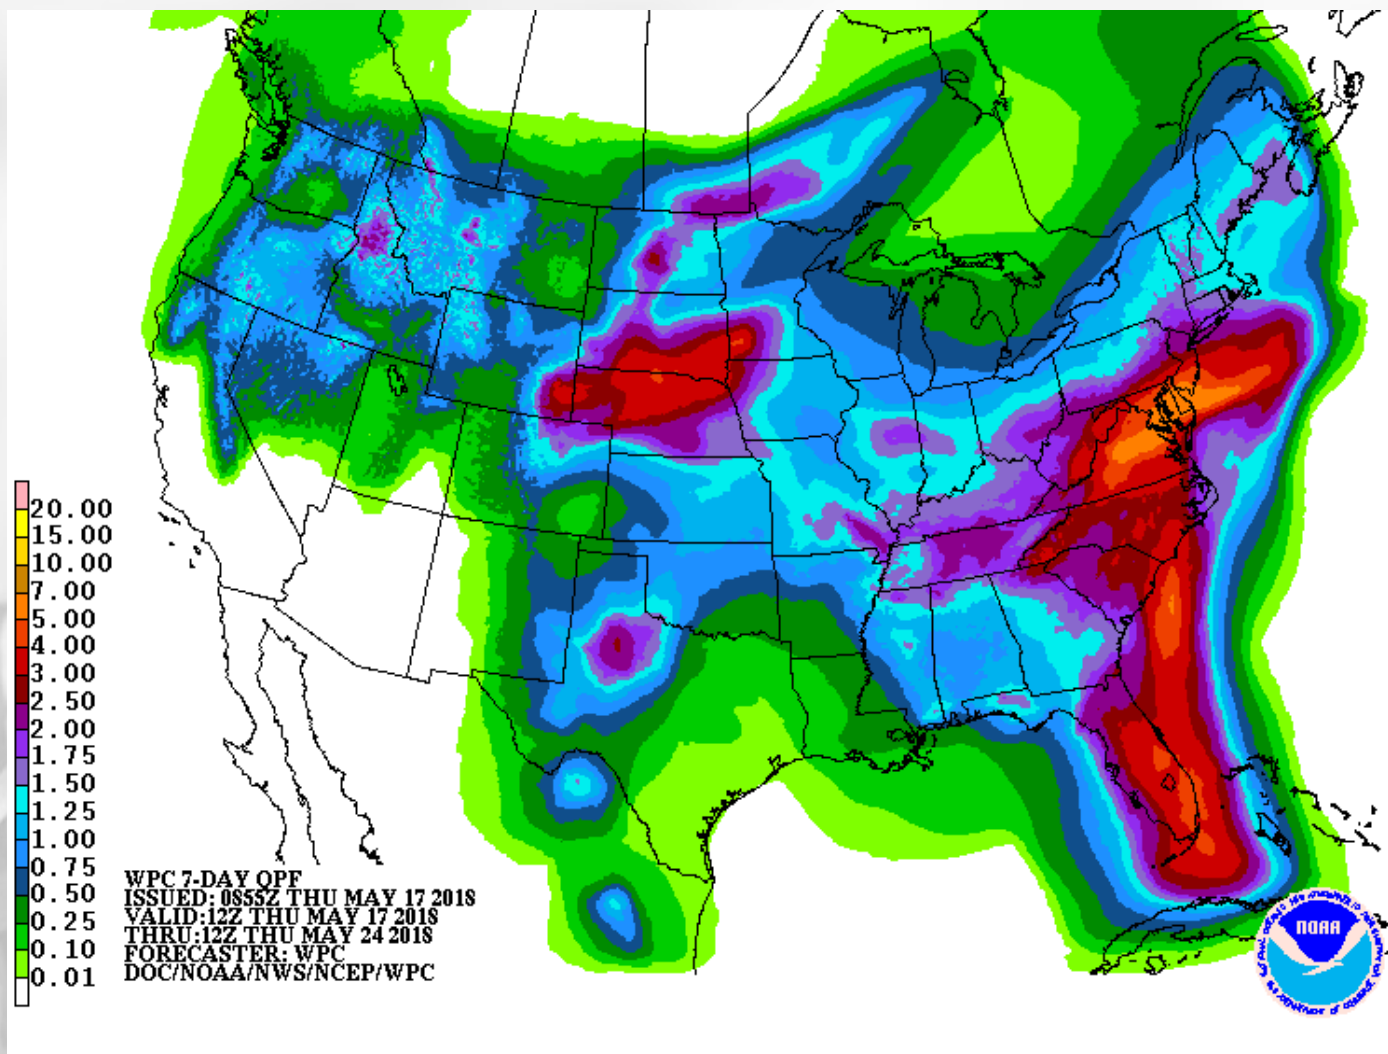 20.00
15.00
10.00
7.00
5.00
4.00
3.00
2.50
2.00
1.75
1.50
1.25
1.00
0.75
0.50
0.25
0.10
0.01
WPC 7-DAY QPF
ISSUED: 0855Z THU MAY 17 2018
VALID:12Z THU MAY 17 2018
THRU:12Z THU MAY 24 2018
FORECASTER: WPC
DOC/NOAA/NWS/NCEP/WPC
NOAA